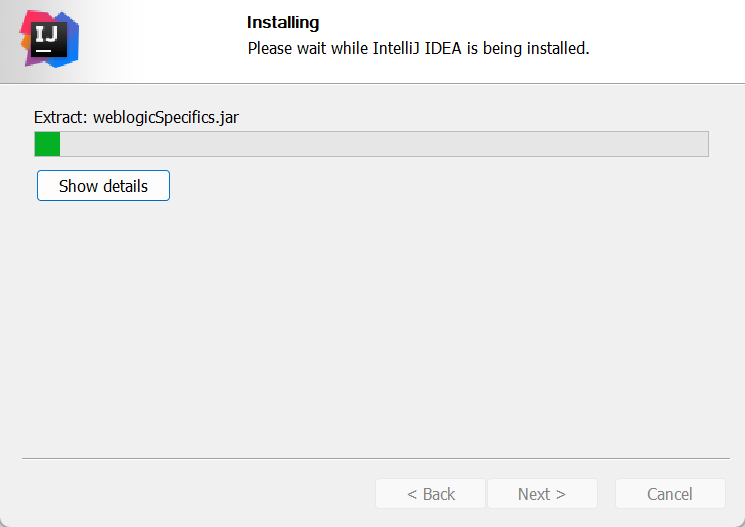 IJ
Installing
Please wait while IntelliJ IDEA is being installed.
Extract: weblogicSpecifics.jar
Show details
< Back
Next >
Cancel